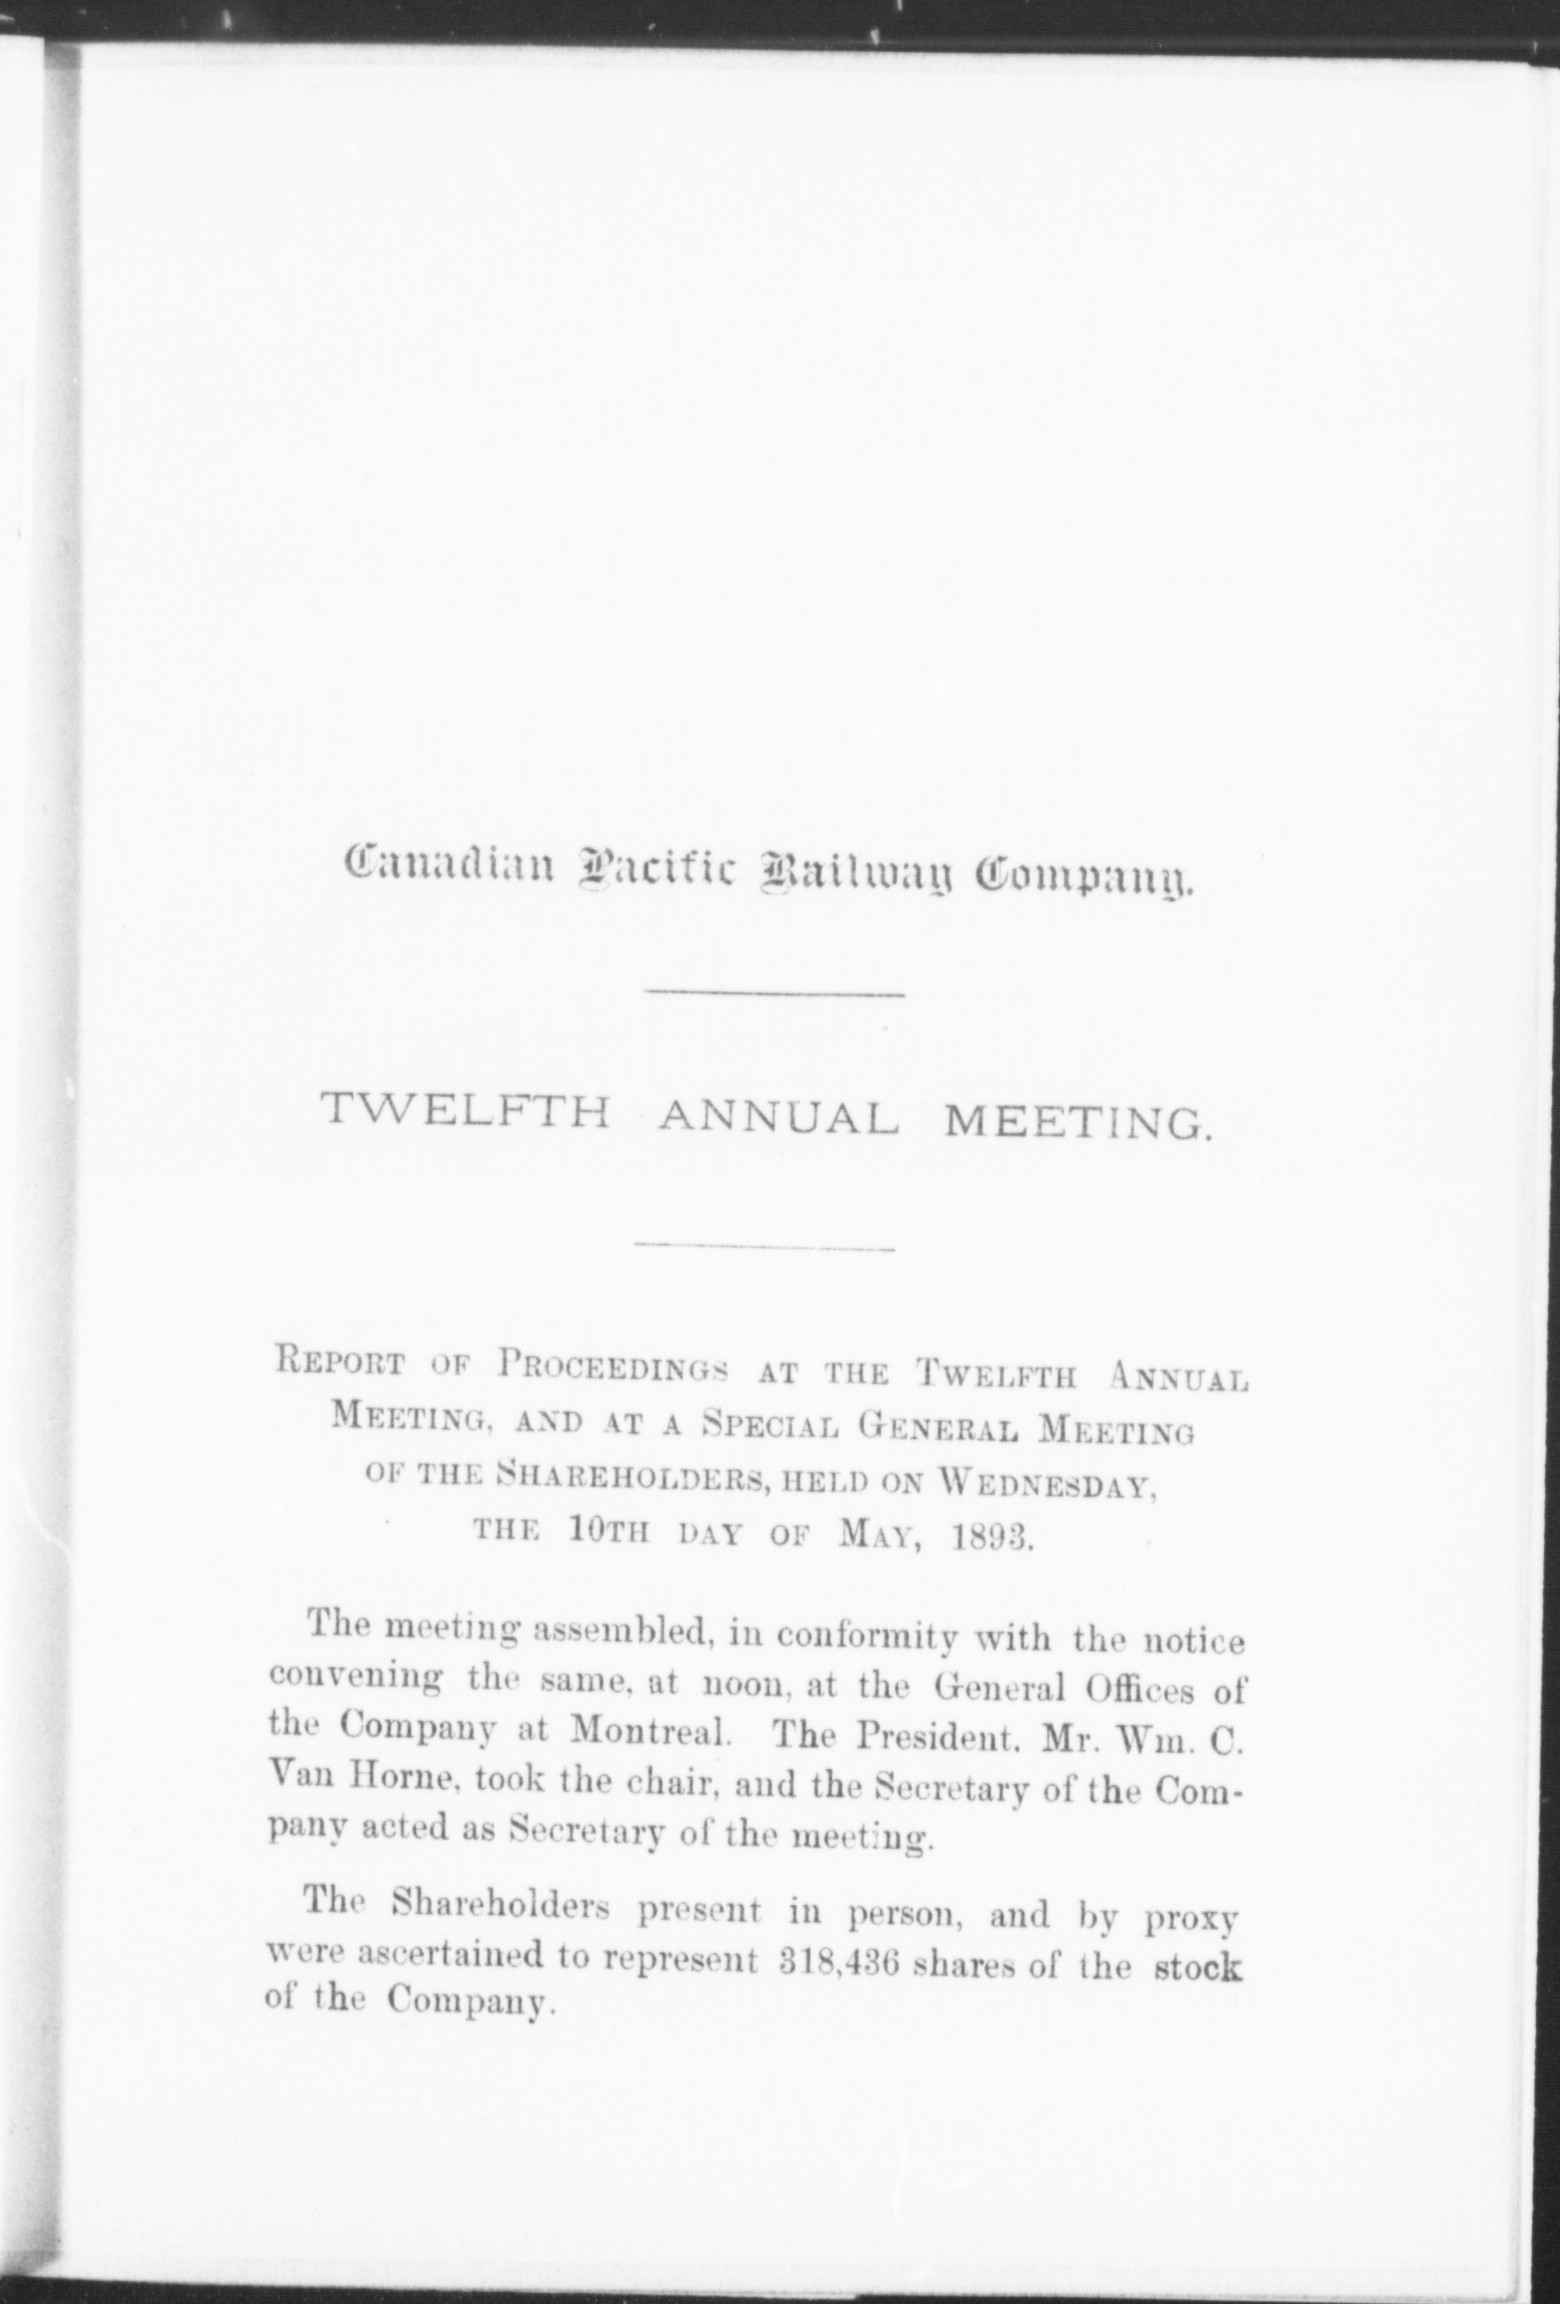 Canadian Pacific Railway Company.
TWELFTH ANNUAL MEETING.
REPORT OF PROCEEDINGS AT THE TWELFTH ANNUAL
MEETING, AND AT A SPECIAL GENERAL MEETING
OF THE SHAREHOLDERS, HELD ON WEDNESDAY,
THE 10TH DAY OF MAY, 1893.
The meeting assembled, in conformity with the notice
convening the same, at noon, at the General Offices of
the Company at Montreal. The President, Mr. Wm. C.
Van Horne, took the chair, and the Secretary of the Com-
pany acted as Secretary of the meeting.
The Shareholders present in person, and by proxy
were ascertained to represent 318,436 shares of the stock
of the Company.